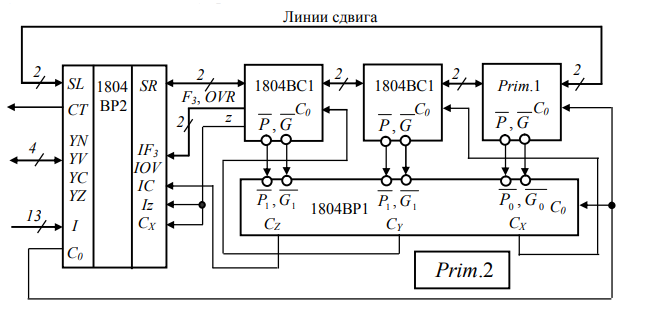 Линии сдвига
2 SL 1804 ВР2 SR 2 1804ВС1 2 1804ВС1 2 Prim.1 2
CT F3, OVR C0 C0 C0
z
2 P, G P, G P, G
4 YN YV YC YZ IF3 IOV IC Iz CX
P1, G1 P1, G1 P0, G0 C0
1804ВР1
13 I CZ CY CX
C0
Prim.2